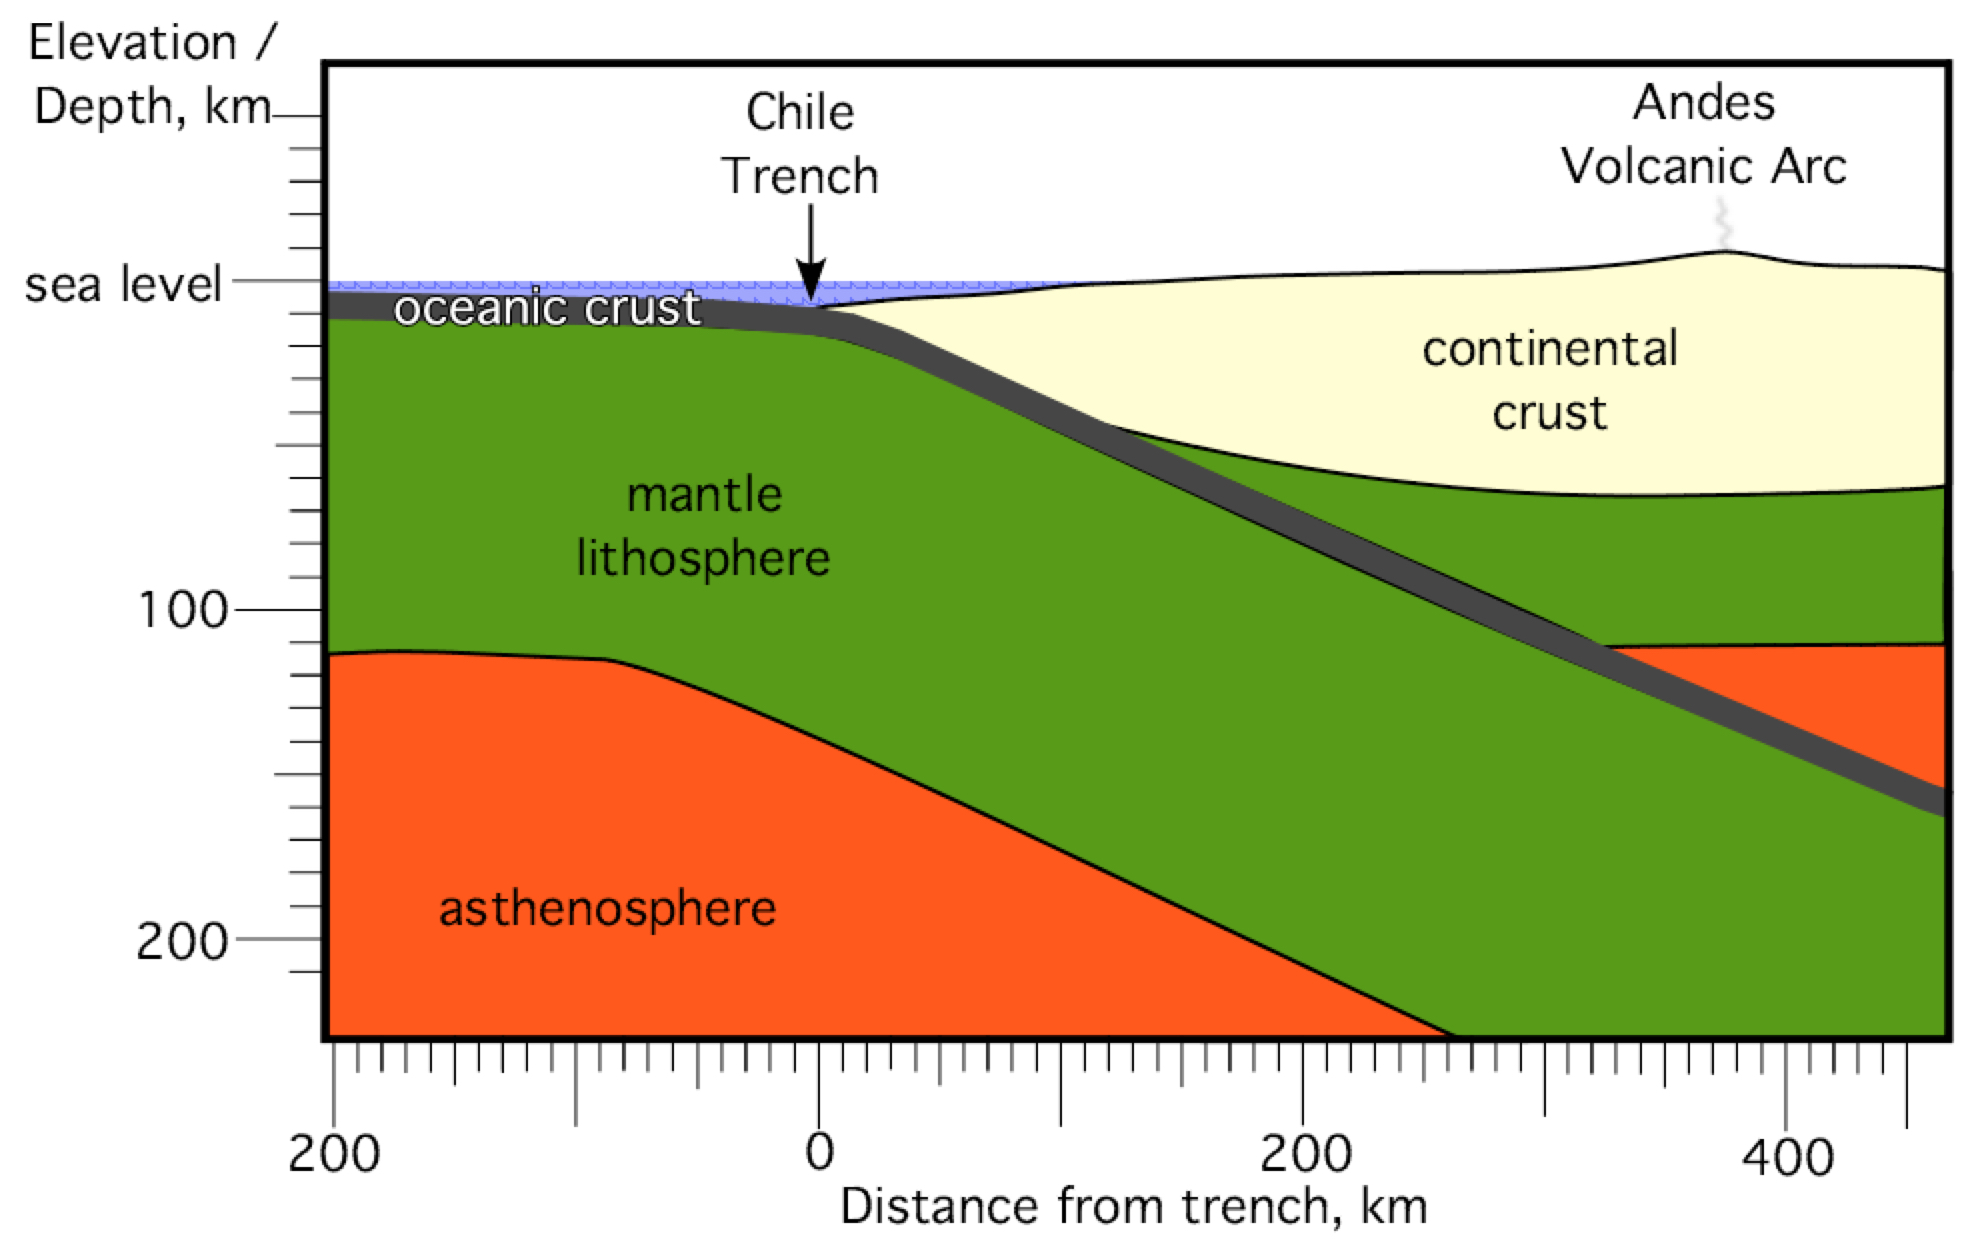 Elevation /
Depth, km
Chile
Trench
Andes
Volcanic Arc
sea level
oceanic crust
continental
crust
mantle
lithosphere
100
asthenosphere
200
200
0
200
400
Distance from trench, km